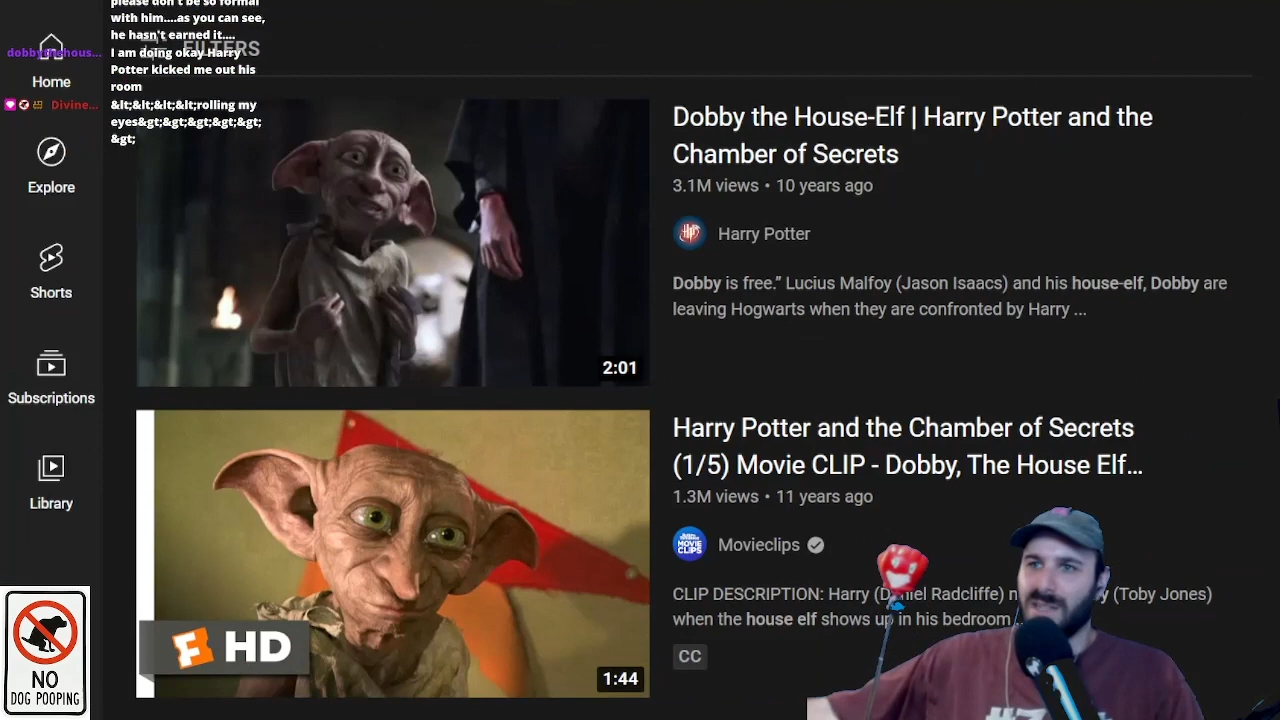 please don't be so formal
with him....as you can see,
he hasn't earned it....
I am doing okay Harry
Potter kicked me out his
room
&lt;&lt;&lt;&lt;rolling my
eyes&gt;&gt;&gt;&gt;&gt;
&gt;
dobbythehous...
Divine...
FILTERS
Home
Explore
Shorts
Subscriptions
Library
NO
DOG POOPING
2:01
Dobby the House-Elf | Harry Potter and the
Chamber of Secrets
3.1M views • 10 years ago
Harry Potter
Dobby is free.” Lucius Malfoy (Jason Isaacs) and his house-elf, Dobby are
leaving Hogwarts when they are confronted by Harry ...
HD
1:44
Harry Potter and the Chamber of Secrets
(1/5) Movie CLIP - Dobby, The House Elf...
1.3M views • 11 years ago
MOVIE
CLIPS
Movieclips
CLIP DESCRIPTION: Harry Radcliffe) (Toby Jones)
when the house elf shows up in his bedroom
CC